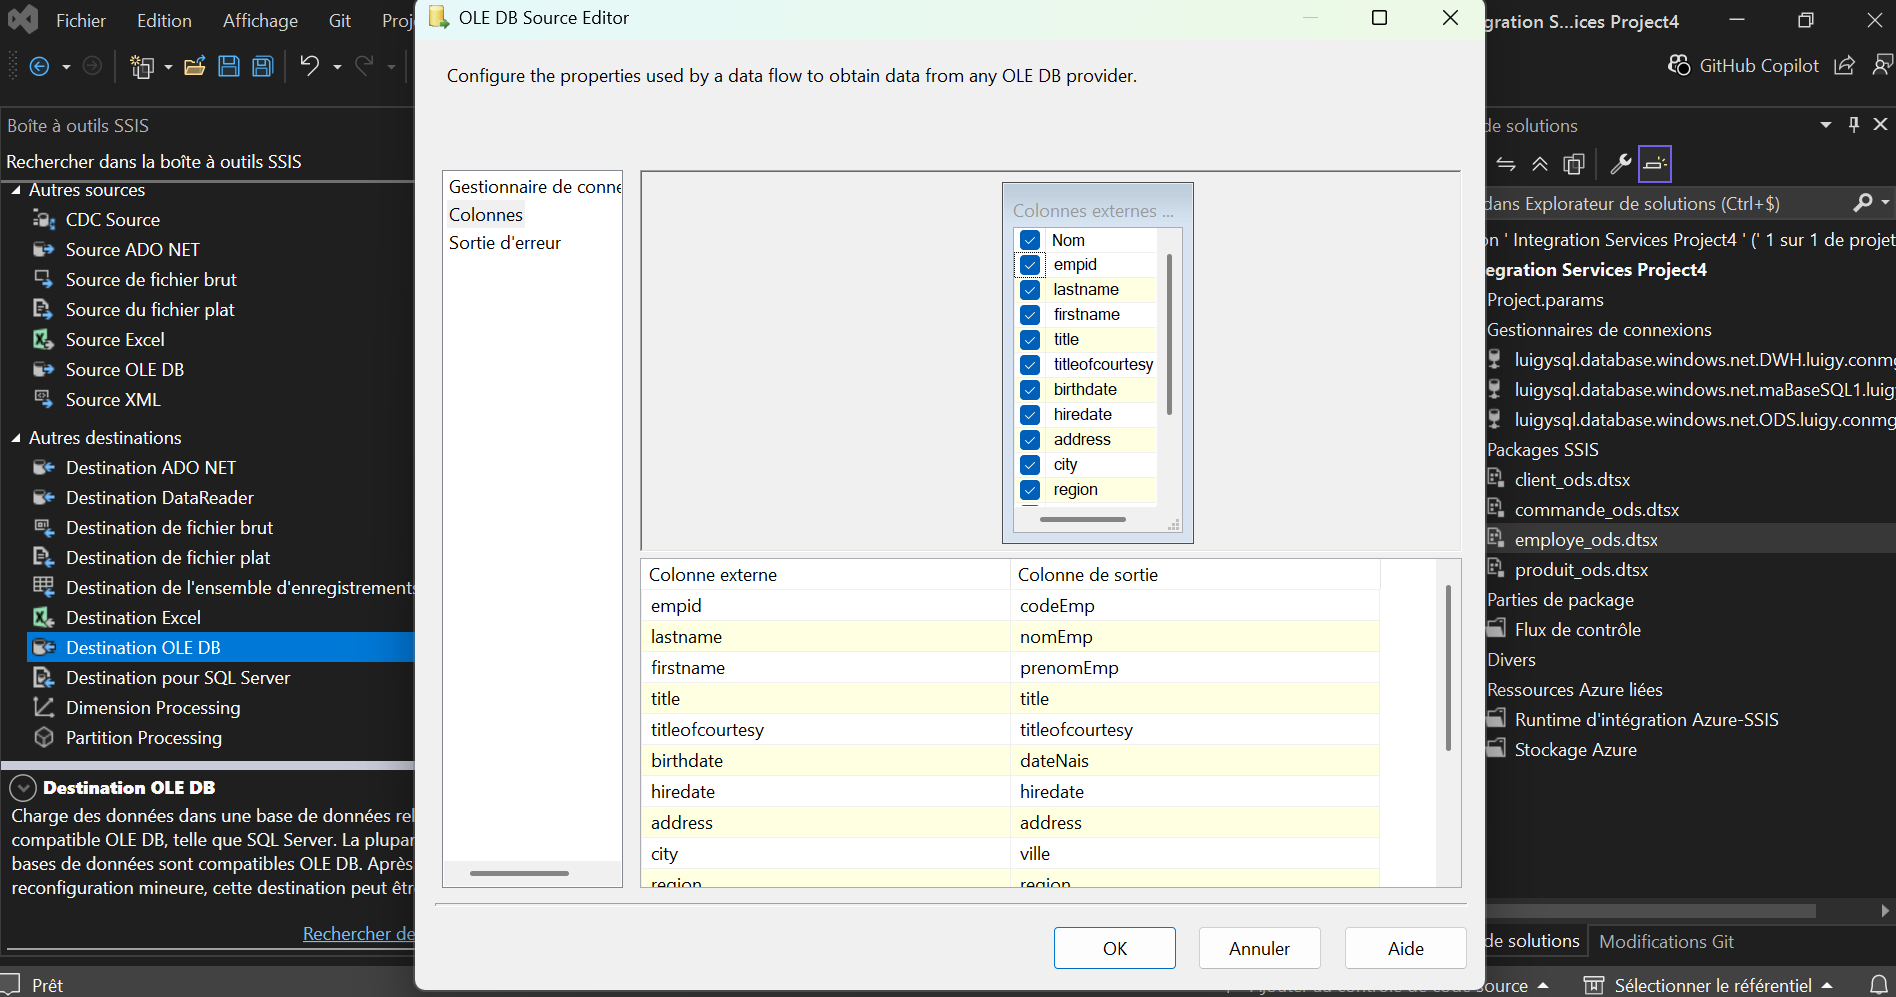 Fichier Edition Affichage Git Proj
OLE DB Source Editor
gration S...ices Project4
GitHub Copilot
Configure the properties used by a data flow to obtain data from any OLE DB provider.
Boîte à outils SSIS
Rechercher dans la boîte à outils SSIS
Autres sources
CDC Source
Source ADO NET
Source de fichier brut
Source du fichier plat
Source Excel
Source OLE DB
Source XML
Autres destinations
Destination ADO NET
Destination DataReader
Destination de fichier brut
Destination de fichier plat
Destination de l'ensemble d'enregistrements
Destination Excel
Destination OLE DB
Destination pour SQL Server
Dimension Processing
Partition Processing
Destination OLE DB
Charge des données dans une base de données rel
compatible OLE DB, telle que SQL Server. La plupar
bases de données sont compatibles OLE DB. Après
reconfiguration mineure, cette destination peut êtr
Rechercher de
Prêt
Gestionnaire de conne
Colonnes
Sortie d'erreur
Colonnes externes ...
Nom
empid
lastname
firstname
title
titleofcourtesy
birthdate
hiredate
address
city
region
Colonne externe Colonne de sortie
empid codeEmp
lastname nomEmp
firstname prenomEmp
title title
titleofcourtesy titleofcourtesy
birthdate dateNais
hiredate hiredate
address address
city ville
region region
OK Annuler Aide
de solutions
dans Explorateur de solutions (Ctrl+$)
on ' Integration Services Project4 ' (' 1 sur 1 de projet
egration Services Project4
Project.params
Gestionnaires de connexions
luigysql.database.windows.net.DWH.luigy.conmg
luigysql.database.windows.net.maBaseSQL1.luigy
luigysql.database.windows.net.ODS.luigy.conmg
Packages SSIS
client_ods.dtsx
commande_ods.dtsx
employe_ods.dtsx
produit_ods.dtsx
Parties de package
Flux de contrôle
Divers
Ressources Azure liées
Runtime d'intégration Azure-SSIS
Stockage Azure
de solutions Modifications Git
Ajouter au contrôle de code source Sélectionner le référentiel